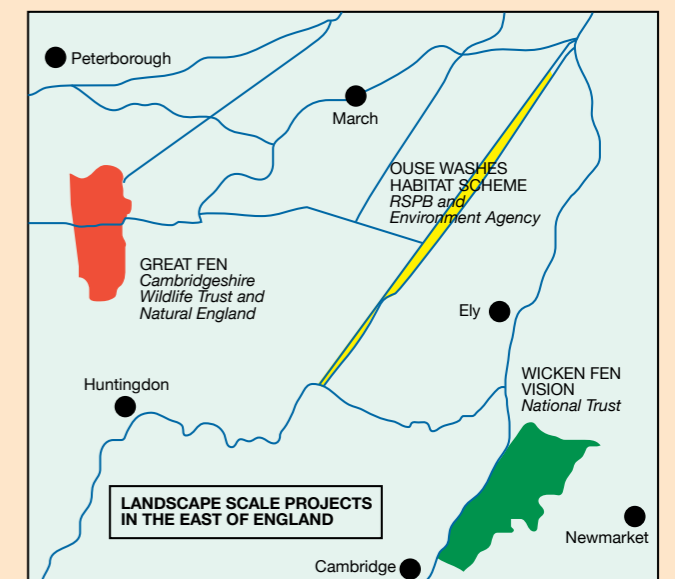 Peterborough
March
OUSE WASHES
HABITAT SCHEME
RSPB and
Environment Agency
GREAT FEN
Cambridgeshire
Wildlife Trust and
Natural England
Ely
WICKEN FEN
VISION
National Trust
Huntingdon
LANDSCAPE SCALE PROJECTS
IN THE EAST OF ENGLAND
Newmarket
Cambridge